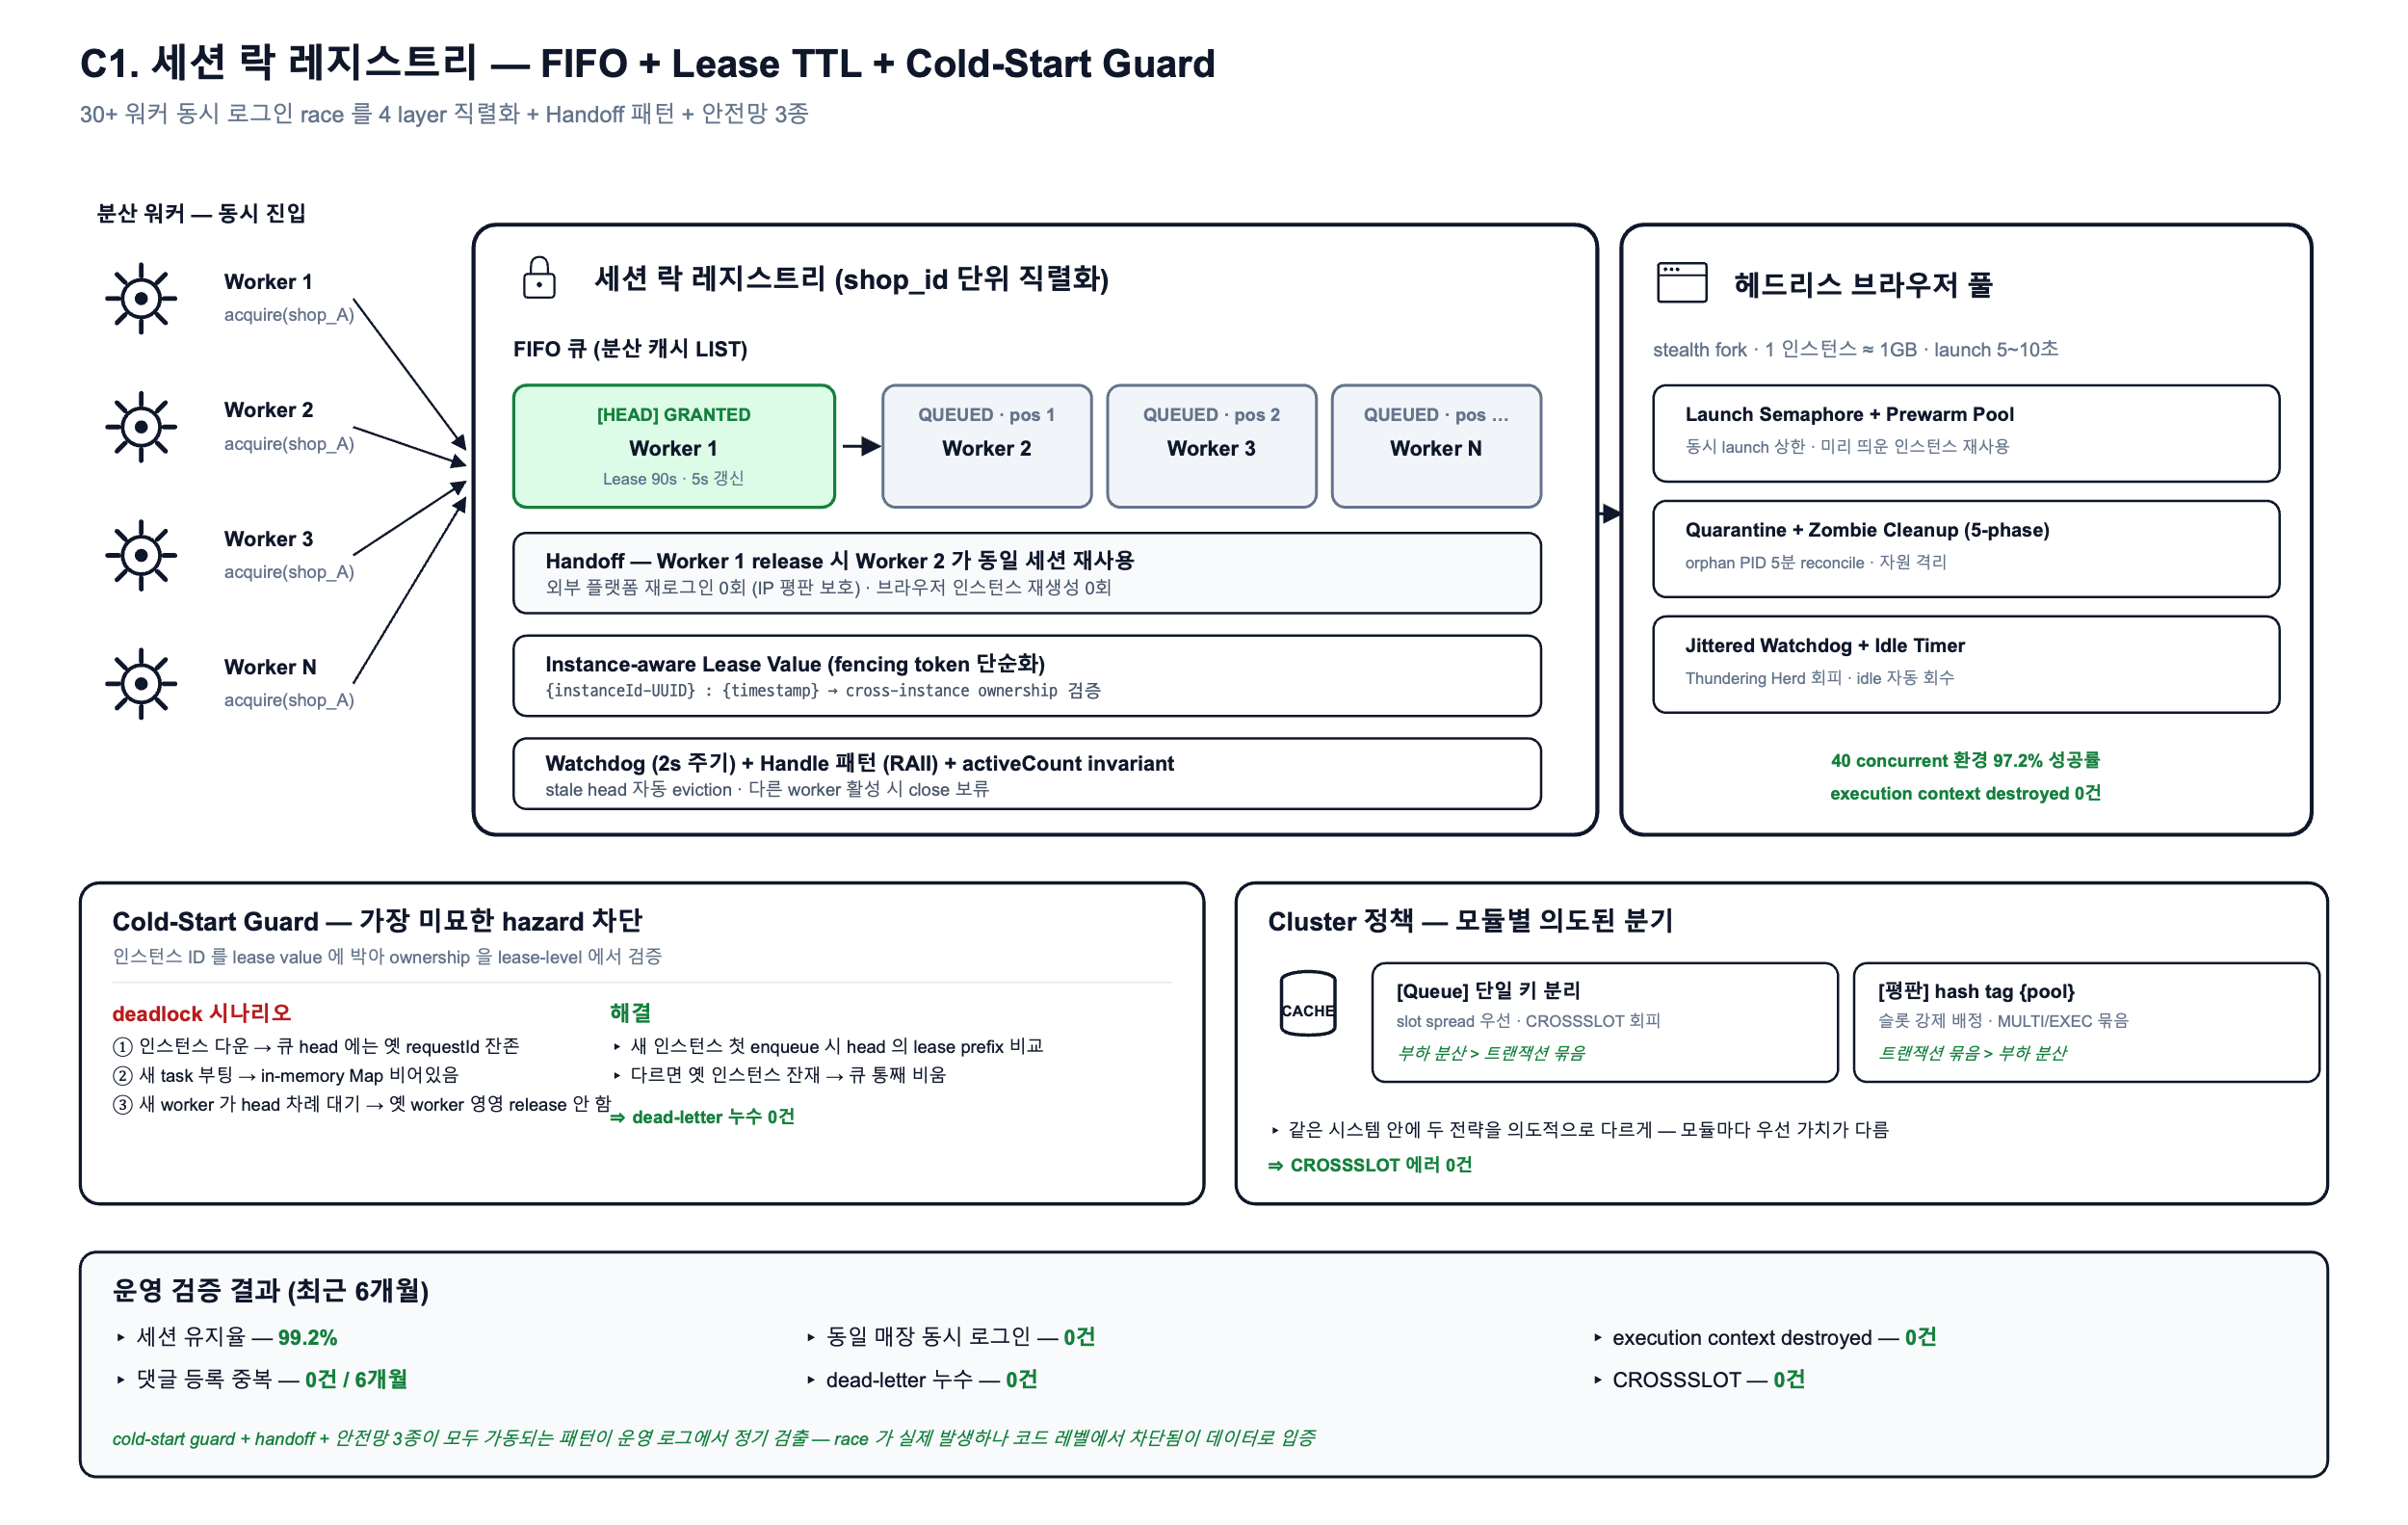 C1. 세션 락 레지스트리 — FIFO + Lease TTL + Cold-Start Guard
30+ 워커 동시 로그인 race 를 4 layer 직렬화 + Handoff 패턴 + 안전망 3종
분산 워커 — 동시 진입
Worker 1
acquire(shop_A)
Worker 2
acquire(shop_A)
Worker 3
acquire(shop_A)
Worker N
acquire(shop_A)
세션 락 레지스트리 (shop_id 단위 직렬화)
FIFO 큐 (분산 캐시 LIST)
[HEAD] GRANTED
Worker 1
Lease 90s · 5s 갱신
QUEUED · pos 1
Worker 2
QUEUED · pos 2
Worker 3
QUEUED · pos ...
Worker N
Handoff — Worker 1 release 시 Worker 2 가 동일 세션 재사용
외부 플랫폼 재로그인 0회 (IP 평판 보호) · 브라우저 인스턴스 재생성 0회
Instance-aware Lease Value (fencing token 단순화)
{instanceId-UUID} : {timestamp} → cross-instance ownership 검증
Watchdog (2s 주기) + Handle 패턴 (RAII) + activeCount invariant
stale head 자동 eviction · 다른 worker 활성 시 close 보류
헤드리스 브라우저 풀
stealth fork · 1 인스턴스 ≈ 1GB · launch 5~10초
Launch Semaphore + Prewarm Pool
동시 launch 상한 · 미리 띄운 인스턴스 재사용
Quarantine + Zombie Cleanup (5-phase)
orphan PID 5분 reconcile · 자원 격리
Jittered Watchdog + Idle Timer
Thundering Herd 회피 · idle 자동 회수
40 concurrent 환경 97.2% 성공률
execution context destroyed 0건
Cold-Start Guard — 가장 미묘한 hazard 차단
인스턴스 ID 를 lease value 에 박아 ownership 을 lease-level 에서 검증
deadlock 시나리오
① 인스턴스 다운 → 큐 head 에는 옛 requestId 잔존
② 새 task 부팅 → in-memory Map 비어있음
③ 새 worker 가 head 차례 대기 → 옛 worker 영영 release 안 함
해결
‣ 새 인스턴스 첫 enqueue 시 head 의 lease prefix 비교
‣ 다르면 옛 인스턴스 잔재 → 큐 통째 비움
⇒ dead-letter 누수 0건
Cluster 정책 — 모듈별 의도된 분기
CACHE
[Queue] 단일 키 분리
slot spread 우선 · CROSSSLOT 회피
부하 분산 > 트랜잭션 묶음
[평판] hash tag {pool}
슬롯 강제 배정 · MULTI/EXEC 묶음
트랜잭션 묶음 > 부하 분산
‣ 같은 시스템 안에 두 전략을 의도적으로 다르게 — 모듈마다 우선 가치가 다름
⇒ CROSSSLOT 에러 0건
운영 검증 결과 (최근 6개월)
‣ 세션 유지율 — 99.2%
‣ 동일 매장 동시 로그인 — 0건
‣ execution context destroyed — 0건
‣ 댓글 등록 중복 — 0건 / 6개월
‣ dead-letter 누수 — 0건
‣ CROSSSLOT — 0건
cold-start guard + handoff + 안전망 3종이 모두 가동되는 패턴이 운영 로그에서 정기 검출 — race 가 실제 발생하나 코드 레벨에서 차단됨이 데이터로 입증